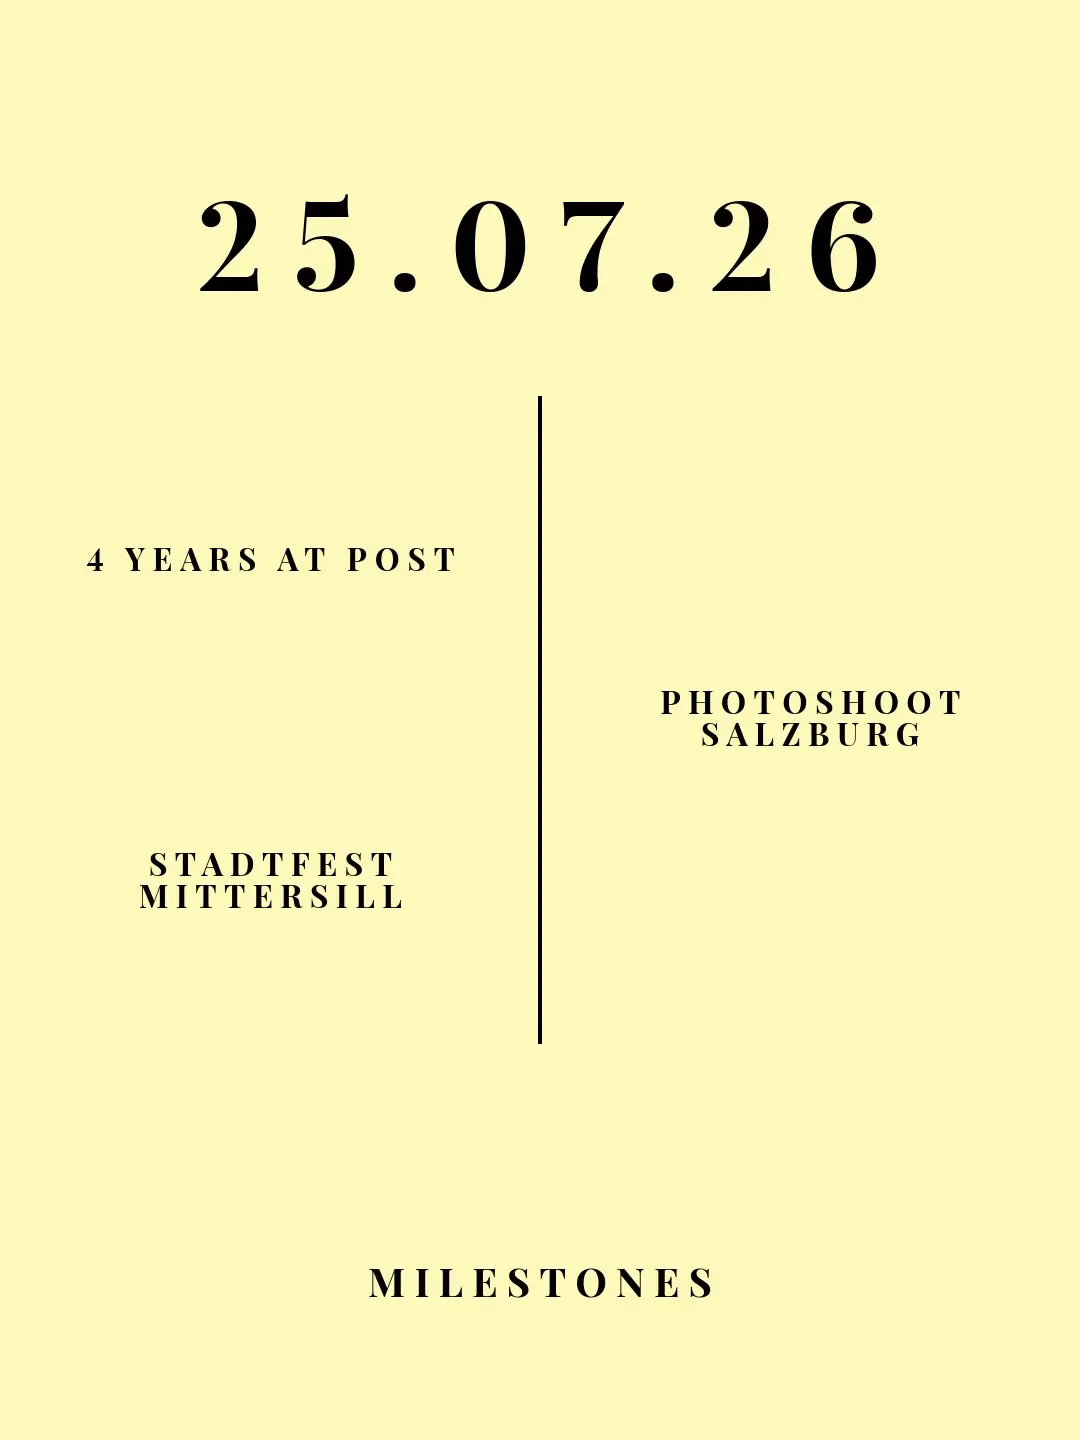 25.07.26
4 YEARS AT POST
PHOTOSHOOT
SALZBURG
STADTFEST
MITTERSILL
MILESTONES